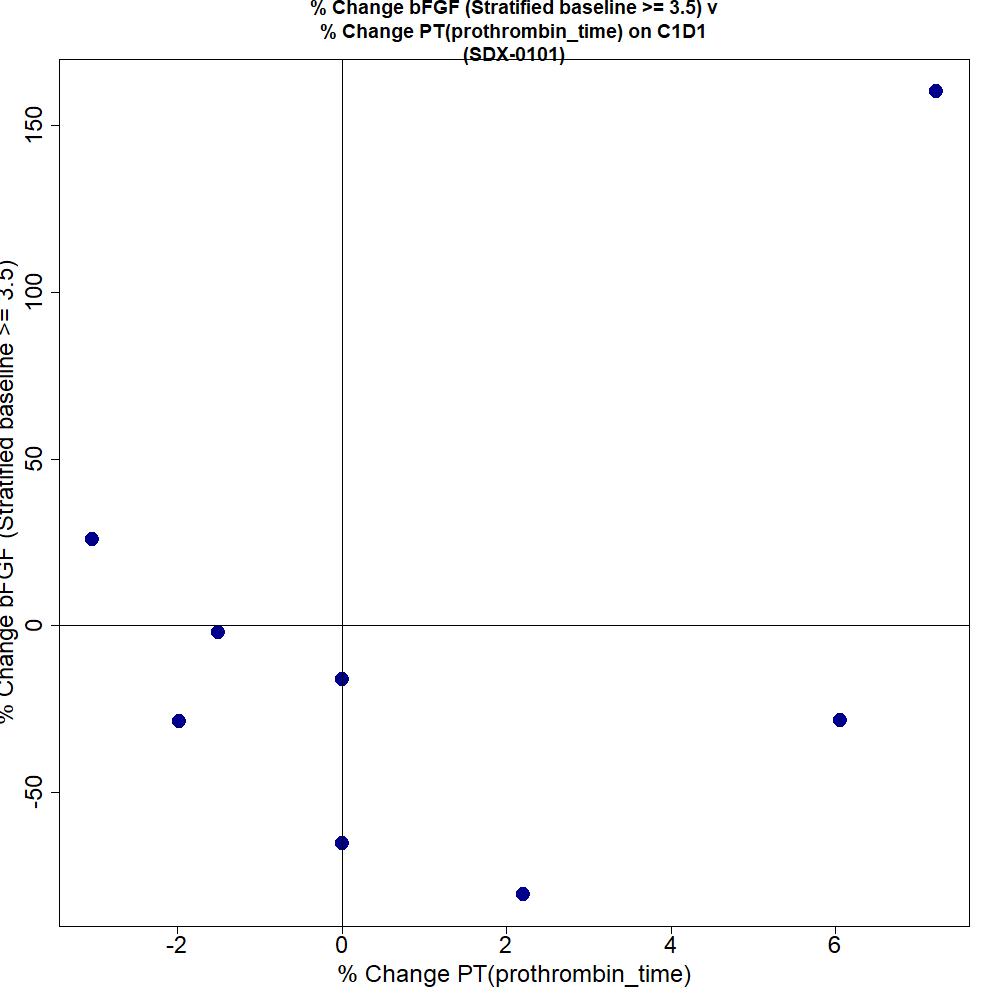 % Change bFGF (Stratified baseline >= 3.5) v
% Change PT(prothrombin_time) on C1D1
(SDX-0101)
% Change bFGF (Stratified baseline >= 3.5)
150
100
50
0
-50
-2 0 2 4 6
% Change PT(prothrombin_time)